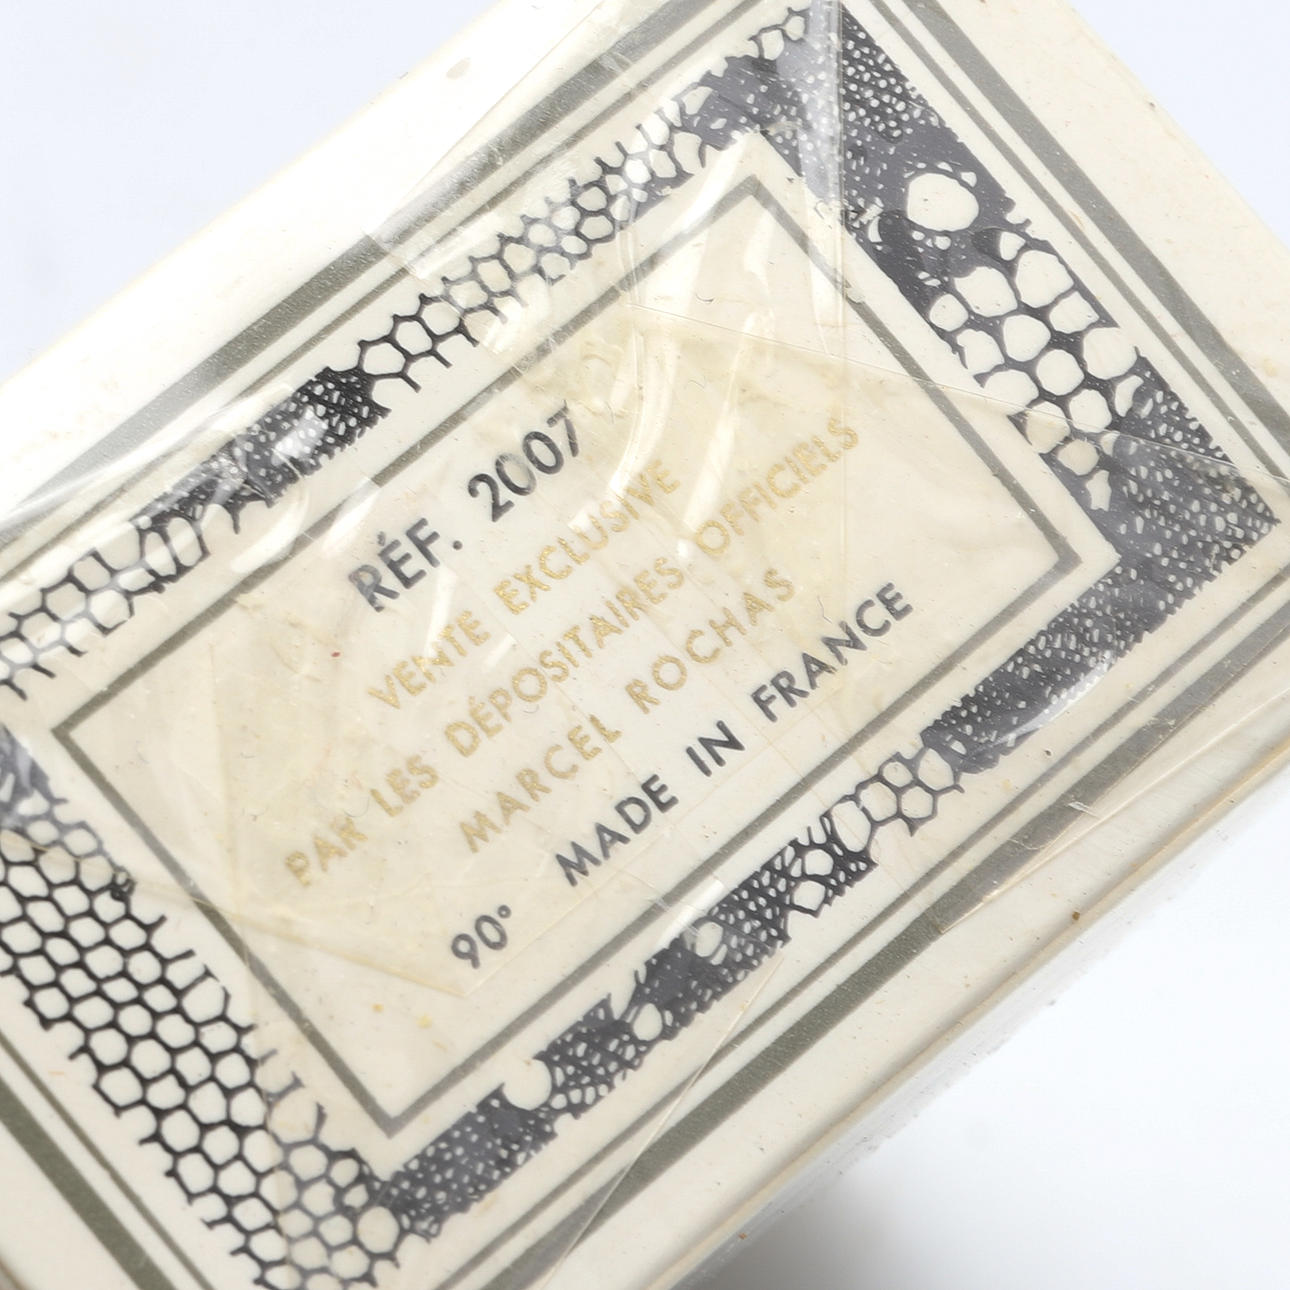 RÉF. 2007
VENTE EXCLUSIVE
PAR LES DÉPOSITAIRES OFFICIELS
MARCEL ROCHAS
MADE IN FRANCE
90°